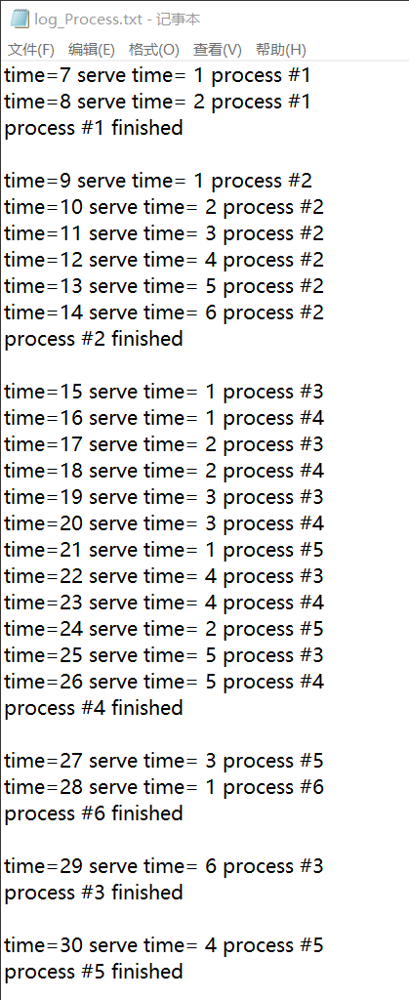 log_Process.txt - 记事本
文件(F) 编辑(E) 格式(O) 查看(V) 帮助(H)
time=7 serve time= 1 process #1
time=8 serve time= 2 process #1
process #1 finished
time=9 serve time= 1 process #2
time=10 serve time= 2 process #2
time=11 serve time= 3 process #2
time=12 serve time= 4 process #2
time=13 serve time= 5 process #2
time=14 serve time= 6 process #2
process #2 finished
time=15 serve time= 1 process #3
time=16 serve time= 1 process #4
time=17 serve time= 2 process #3
time=18 serve time= 2 process #4
time=19 serve time= 3 process #3
time=20 serve time= 3 process #4
time=21 serve time= 1 process #5
time=22 serve time= 4 process #3
time=23 serve time= 4 process #4
time=24 serve time= 2 process #5
time=25 serve time= 5 process #3
time=26 serve time= 5 process #4
process #4 finished
time=27 serve time= 3 process #5
time=28 serve time= 1 process #6
process #6 finished
time=29 serve time= 6 process #3
process #3 finished
time=30 serve time= 4 process #5
process #5 finished